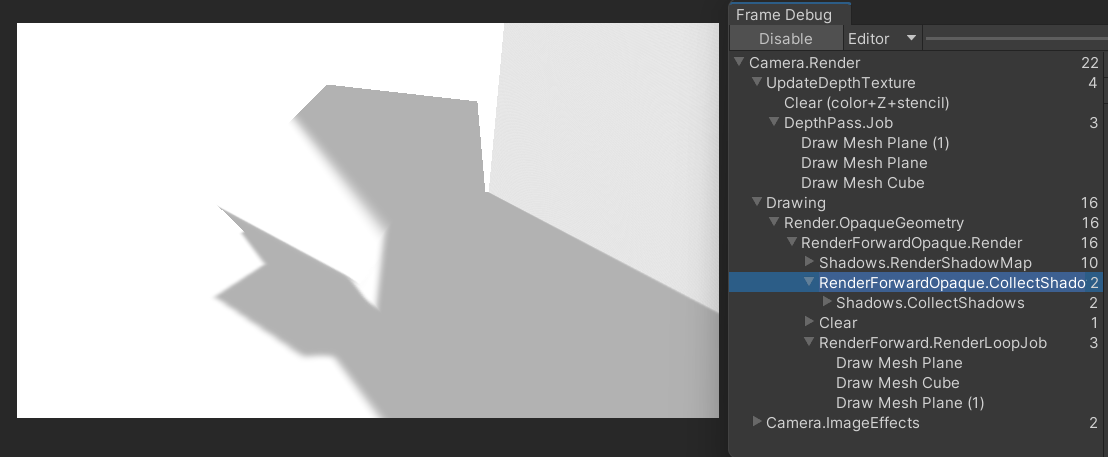 Frame Debug
Disable Editor
Camera.Render 22
UpdateDepthTexture 4
Clear (color+Z+stencil)
DepthPass.Job 3
Draw Mesh Plane (1)
Draw Mesh Plane
Draw Mesh Cube
Drawing 16
Render.OpaqueGeometry 16
RenderForwardOpaque.Render 16
Shadows.RenderShadowMap 10
RenderForwardOpaque.CollectShado 2
Shadows.CollectShadows 2
Clear 1
RenderForward.RenderLoopJob 3
Draw Mesh Plane
Draw Mesh Cube
Draw Mesh Plane (1)
Camera.ImageEffects 2